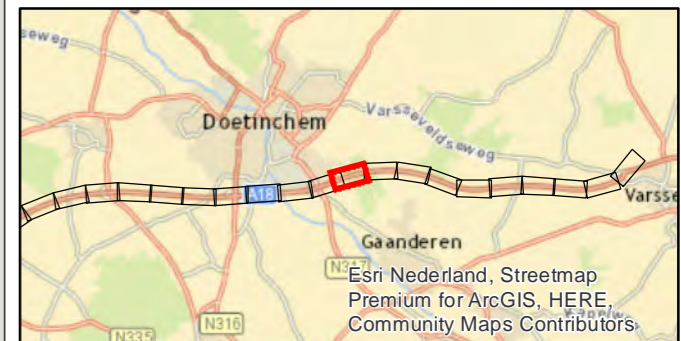 seweg
Doetinchem
Varsseveldseweg
A18
Varsse
Gaanderen
N317
Esri Nederland, Streetmap
Premium for ArcGIS, HERE,
Community Maps Contributors
N316
N335